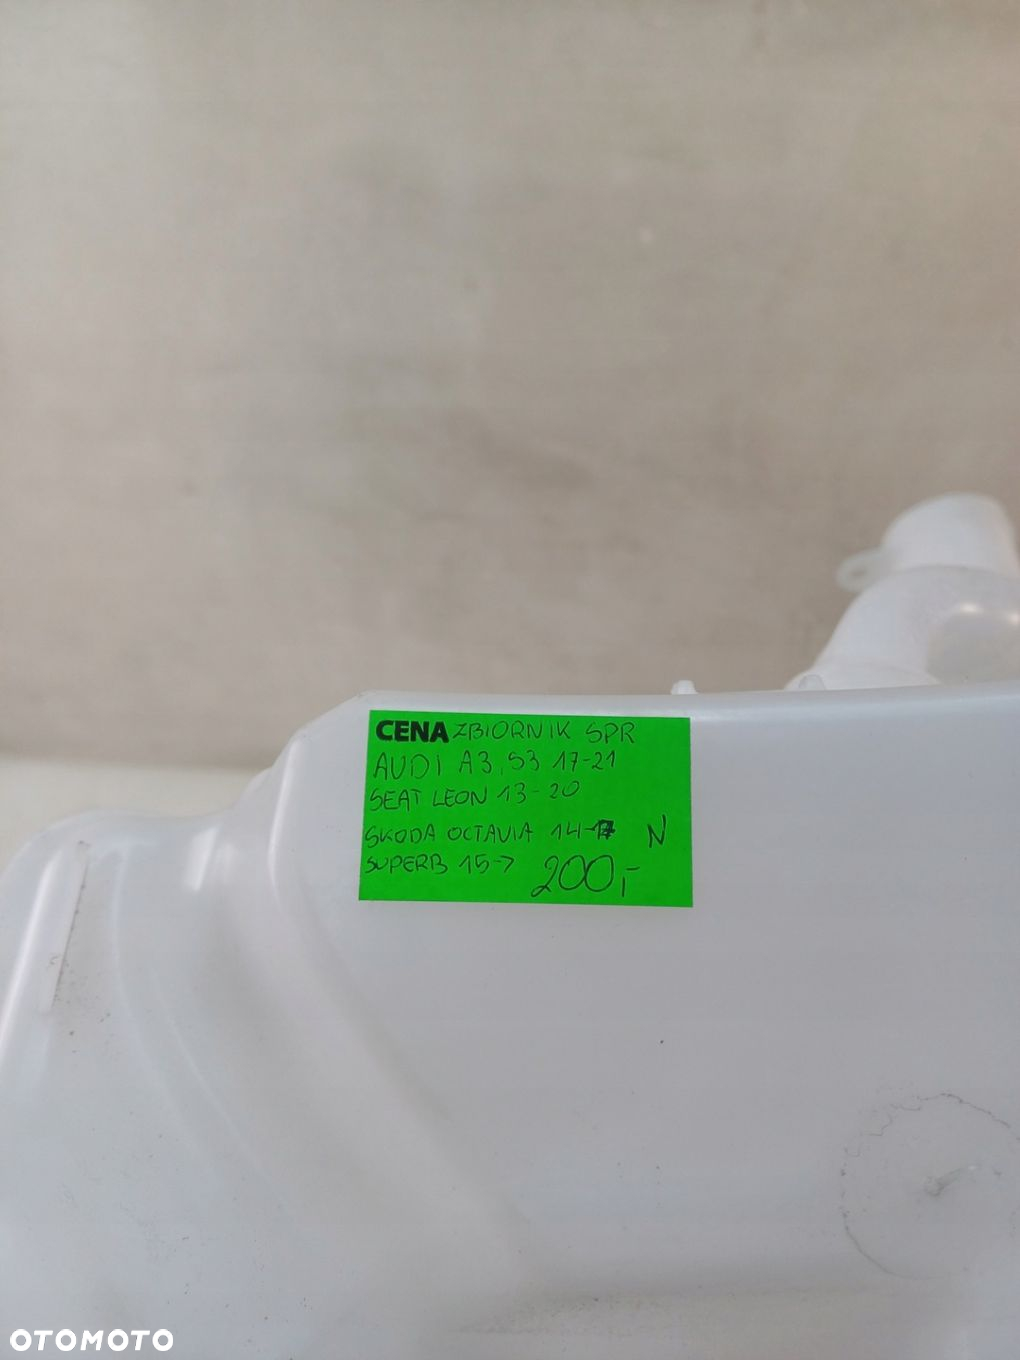 CENA ZBIORNIK SPR
AUDI A3, S3 17-21
SEAT LEON 13-20
SKODA OCTAVIA 14-17 N
SUPERB 15->
200,-
OTOMOTO